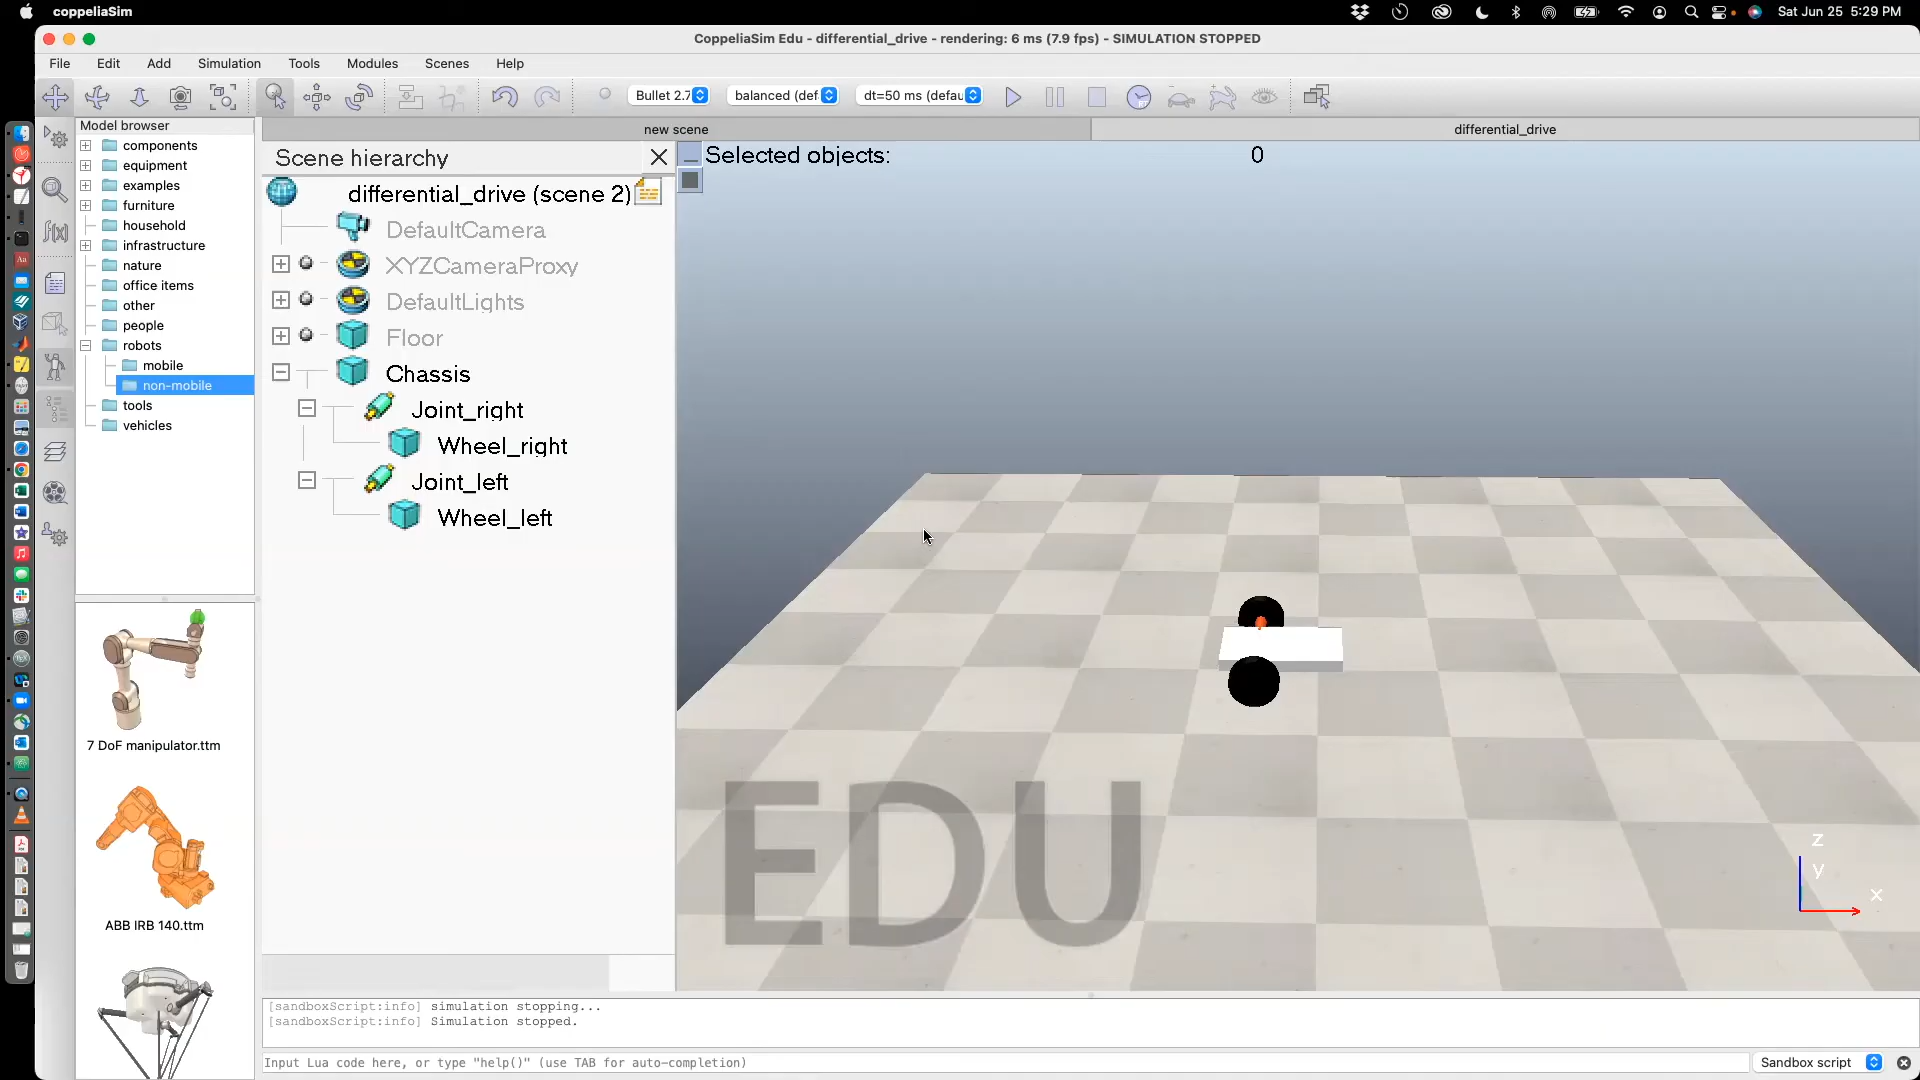 coppeliaSim
Sat Jun 25 5:29 PM
CoppeliaSim Edu - differential_drive - rendering: 6 ms (7.9 fps) - SIMULATION STOPPED
File Edit Add Simulation Tools Modules Scenes Help
Bullet 2.7 balanced (def dt=50 ms (defau
Model browser
new scene
differential_drive
components
equipment
examples
furniture
household
infrastructure
nature
office items
other
people
robots
mobile
non-mobile
tools
vehicles
7 DoF manipulator.ttm
ABB IRB 140.ttm
Scene hierarchy
differential_drive (scene 2)
DefaultCamera
XYZCameraProxy
DefaultLights
Floor
Chassis
Joint_right
Wheel_right
Joint_left
Wheel_left
Selected objects: 0
EDU
z
y
x
[sandboxScript:info] simulation stopping...
[sandboxScript:info] Simulation stopped.
Input Lua code here, or type "help()" (use TAB for auto-completion)
Sandbox script